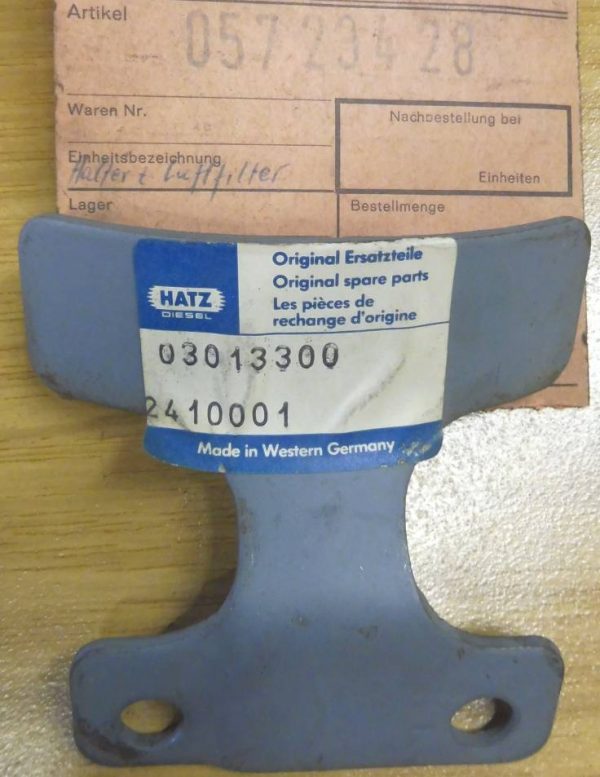 Artikel
057 234 28
Waren Nr.
Nachbestellung bei
Einheitsbezeichnung
Einheiten
Halter z Luftfilter
Lager
Bestellmenge
HATZ
DIESEL
Original Ersatzteile
Original spare parts
Les pièces de
rechange d'origine
03013300
2410001
Made in Western Germany